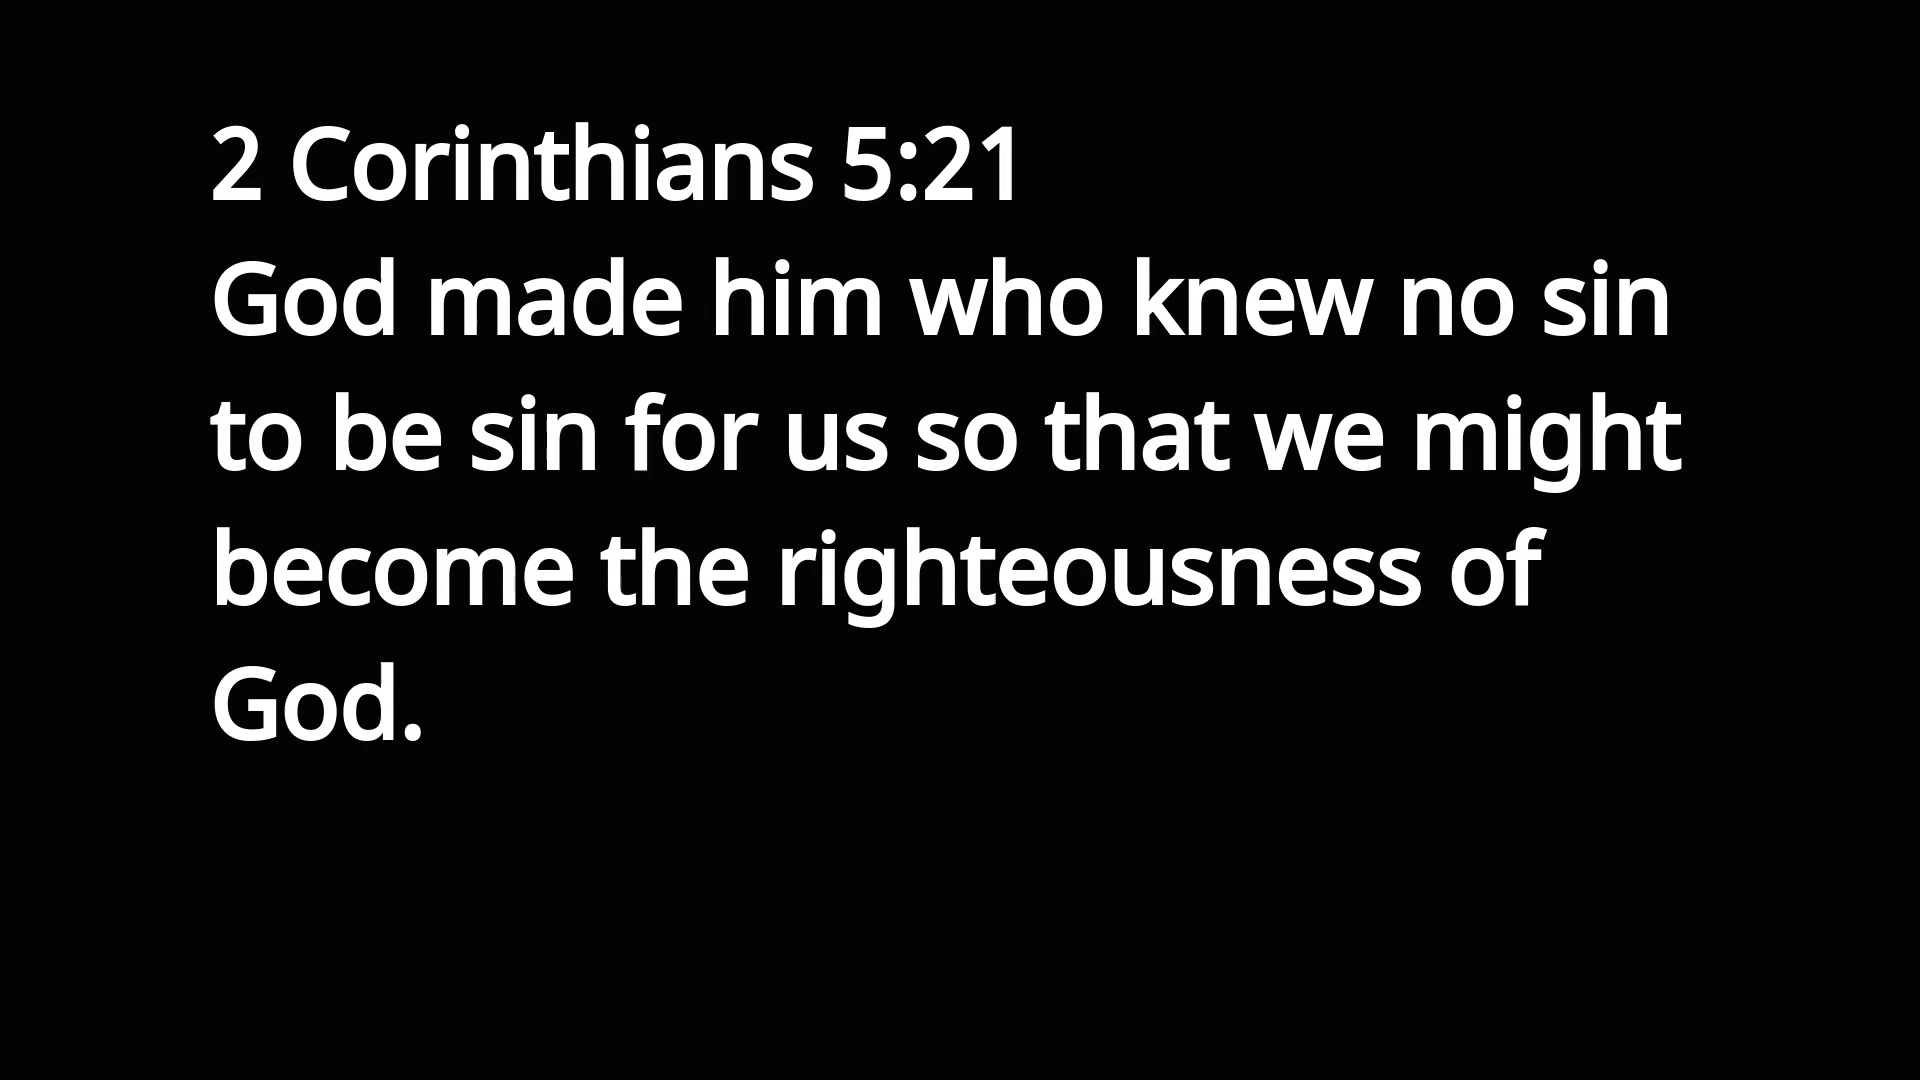 2 Corinthians 5:21
God made him who knew no sin
to be sin for us so that we might
become the righteousness of
God.